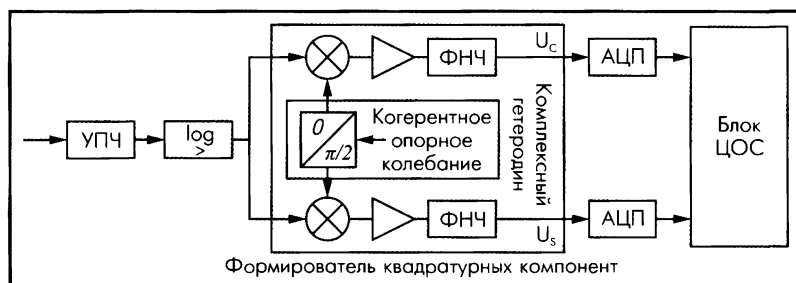 УПЧ
log
>
ФНЧ
U_C
АЦП
0
π/2
Когерентное
опорное
колебание
Комплексный
гетеродин
Блок
ЦОС
ФНЧ
U_S
АЦП
Формирователь квадратурных компонент